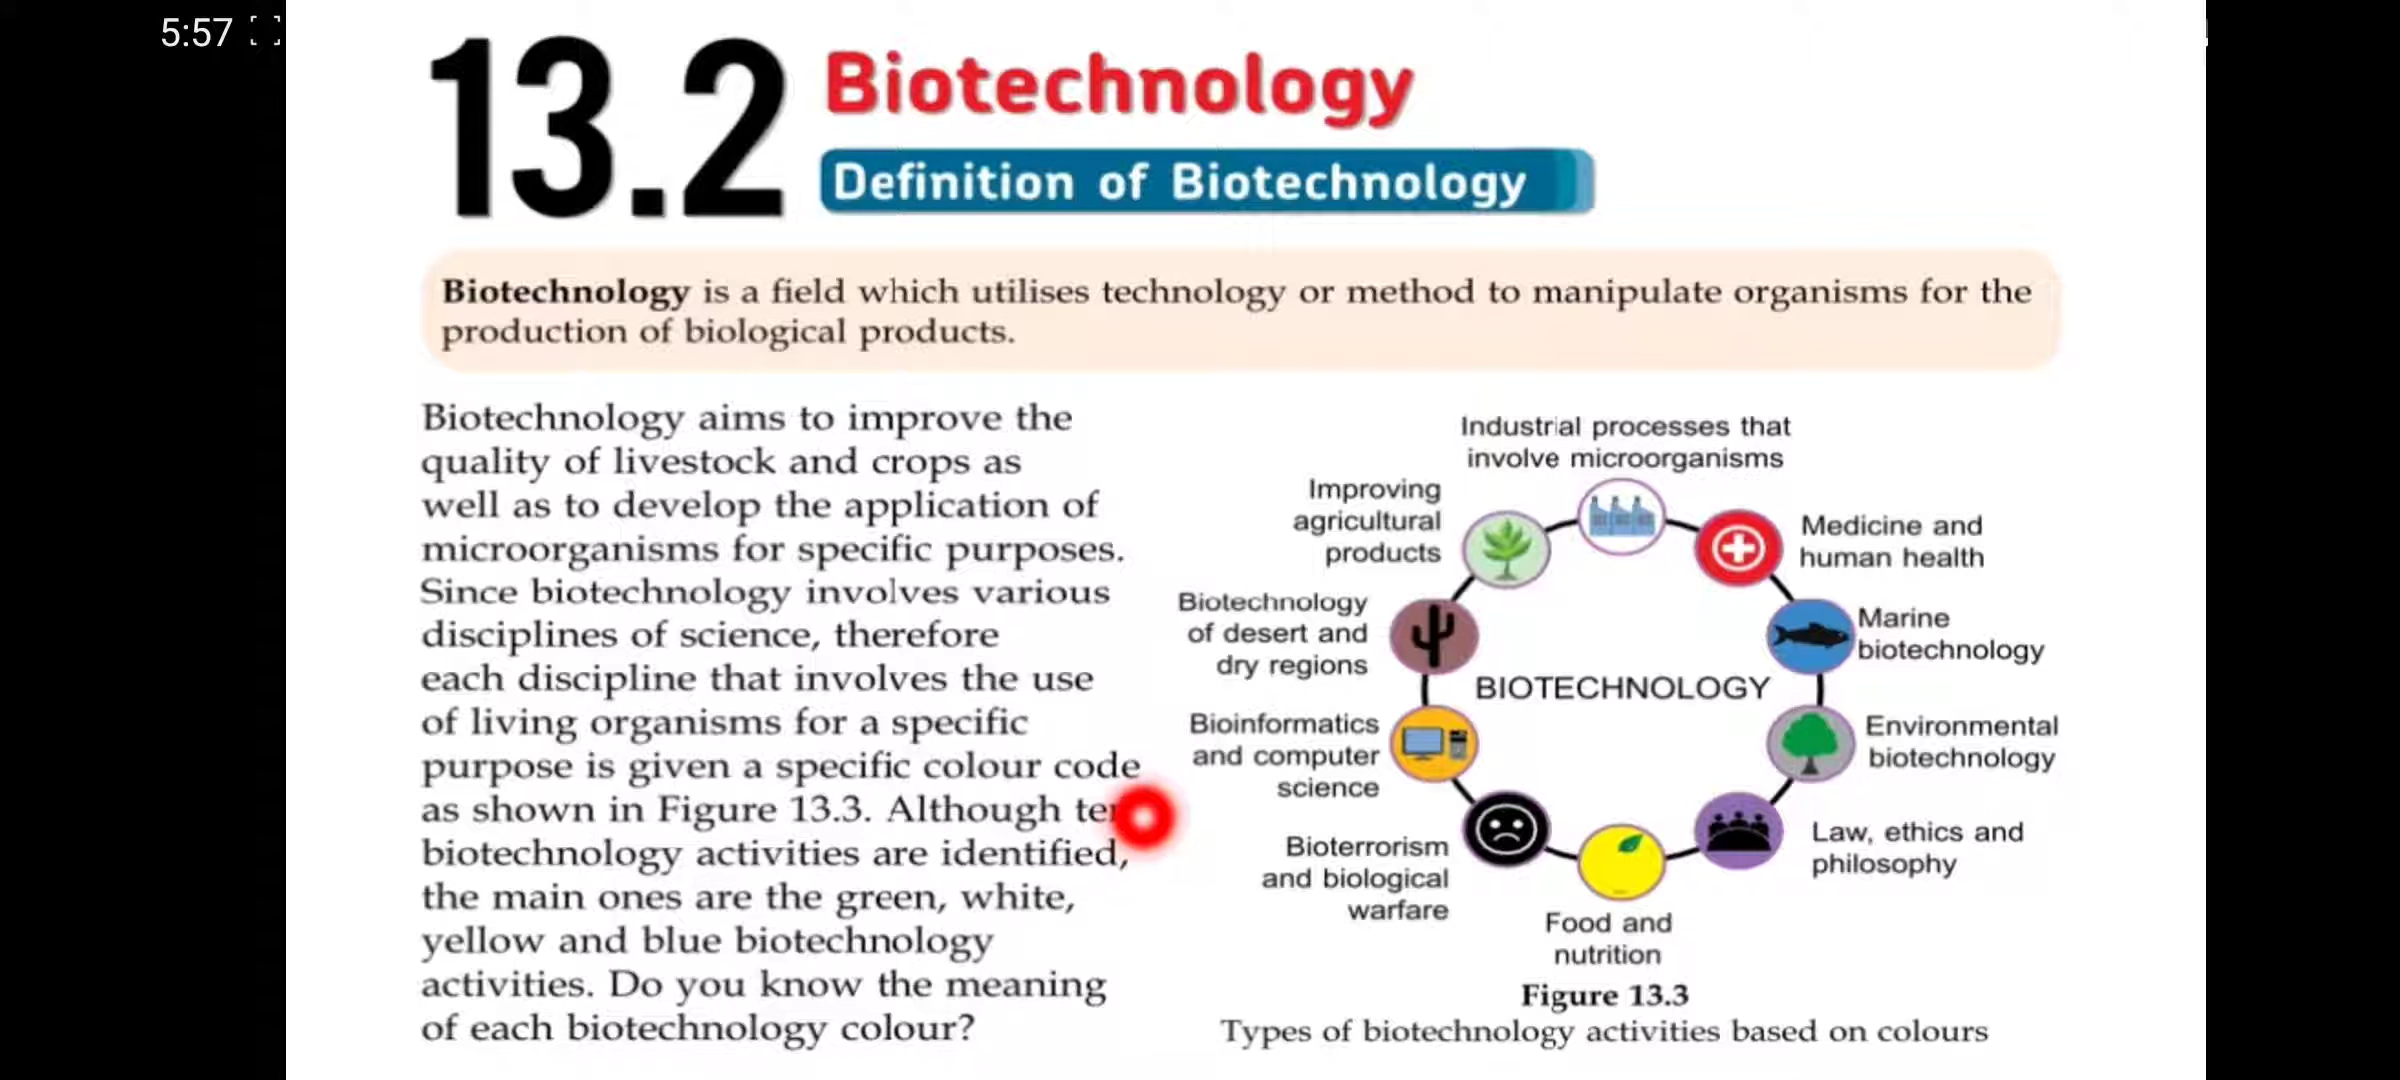 5:57
13.2
Biotechnology
Definition of Biotechnology
Biotechnology is a field which utilises technology or method to manipulate organisms for the
production of biological products.
Biotechnology aims to improve the
quality of livestock and crops as
well as to develop the application of
microorganisms for specific purposes.
Since biotechnology involves various
disciplines of science, therefore
each discipline that involves the use
of living organisms for a specific
purpose is given a specific colour code
as shown in Figure 13.3. Although ten
biotechnology activities are identified,
the main ones are the green, white,
yellow and blue biotechnology
activities. Do you know the meaning
of each biotechnology colour?
Industrial processes that
involve microorganisms
Improving
agricultural
products
Medicine and
human health
Biotechnology
of desert and
dry regions
Marine
biotechnology
BIOTECHNOLOGY
Bioinformatics
and computer
science
Environmental
biotechnology
Bioterrorism
and biological
warfare
Law, ethics and
philosophy
Food and
nutrition
Figure 13.3
Types of biotechnology activities based on colours